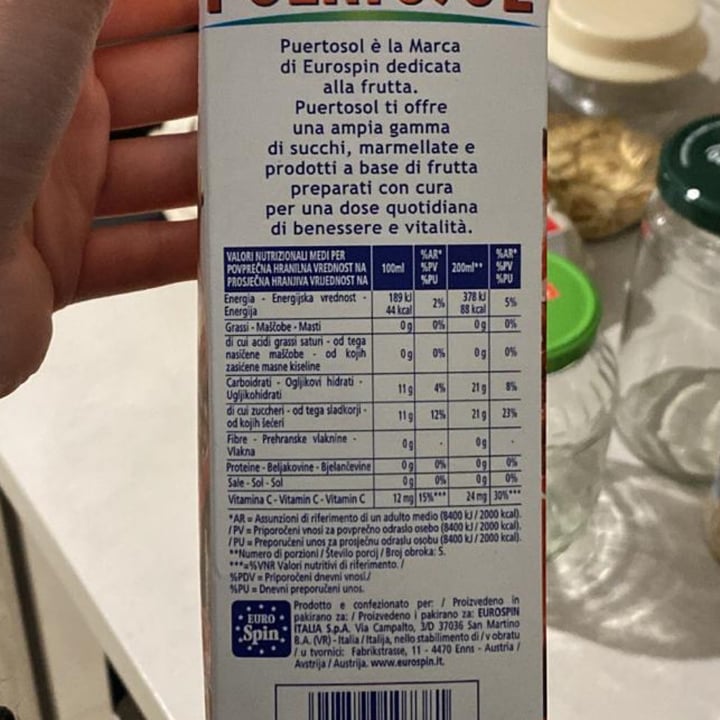 PUERTOSOL
Puertosol è la Marca
di Eurospin dedicata
alla frutta.
Puertosol ti offre
una ampia gamma
di succhi, marmellate e
prodotti a base di frutta
preparati con cura
per una dose quotidiana
di benessere e vitalità.
VALORI NUTRIZIONALI MEDI PER
POVPREČNA HRANILNA VREDNOST NA
PROSJEČNA HRANJIVA VRIJEDNOST NA
100ml
%AR*
%PV
%PU
200ml**
%AR*
%PV
%PU
Energia - Energijska vrednost -
Energija
189 kJ
44 kcal
2%
378 kJ
88 kcal
5%
Grassi - Maščobe - Masti 0 g 0% 0 g 0%
di cui acidi grassi saturi - od tega
nasičene maščobe - od kojih
zasićene masne kiseline
0 g 0% 0 g 0%
Carboidrati - Ogljikovi hidrati -
Ugljikohidrati
11 g 4% 21 g 8%
di cui zuccheri - od tega sladkorji -
od kojih šećeri
11 g 12% 21 g 23%
Fibre - Prehranske vlaknine -
Vlakna
0 g - 0 g -
Proteine - Beljakovine - Bjelančevine 0 g 0% 0 g 0%
Sale - Sol - Sol 0 g 0% 0 g 0%
Vitamina C - Vitamin C - Vitamin C 12 mg 15%*** 24 mg 30%***
*AR = Assunzioni di riferimento di un adulto medio (8400 kJ / 2000 kcal).
/ PV = Priporočeni vnosi za povprečno odraslo osebo (8400 kJ / 2000 kcal).
/ PU = Preporučeni unos za prosječnu odraslu osobu (8400 kJ / 2000 kcal).
**Numero di porzioni / Število porcij / Broj obroka: 5.
***=%VNR Valori nutritivi di riferimento. /
%PDV = Priporočeni dnevni vnosi./
%PU = Dnevni preporučeni unos.
EURO
Spin
Prodotto e confezionato per: / Proizvedeno in
pakirano za: / Proizvedeno i pakirano za: EUROSPIN
ITALIA S.p.A. Via Campalto, 3/D 37036 San Martino
B.A. (VR) - Italia / Italija, nello stabilimento di / v obratu
/ u tvornici: Fabrikstrasse, 11 - 4470 Enns - Austria /
Avstrija / Austrija. www.eurospin.it.